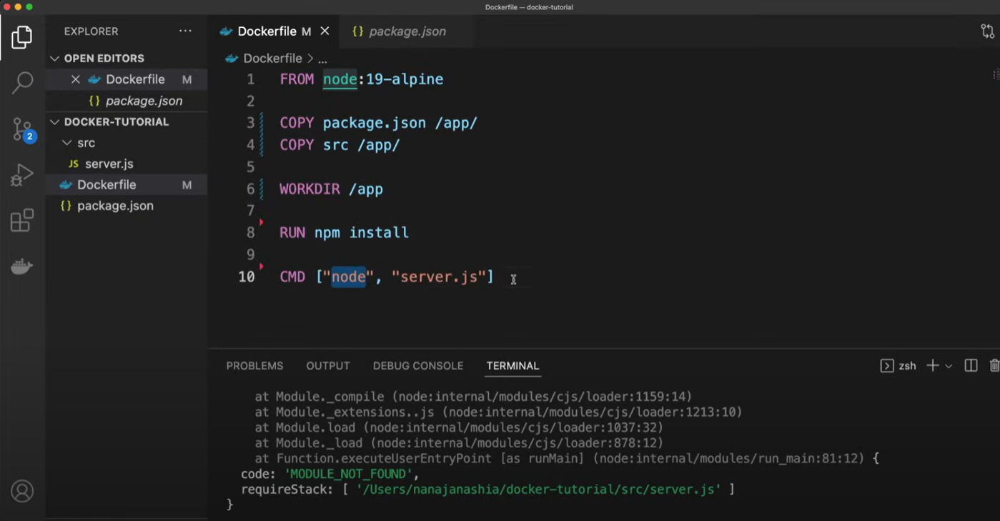 Dockerfile — docker-tutorial
EXPLORER ...
OPEN EDITORS
Dockerfile M
{} package.json
DOCKER-TUTORIAL
src
JS server.js
Dockerfile M
{} package.json
2
Dockerfile M
{} package.json
Dockerfile > ...
1 FROM node:19-alpine
2
3 COPY package.json /app/
4 COPY src /app/
5
6 WORKDIR /app
7
8 RUN npm install
9
10 CMD ["node", "server.js"]
PROBLEMS OUTPUT DEBUG CONSOLE TERMINAL zsh
at Module._compile (node:internal/modules/cjs/loader:1159:14)
at Module._extensions..js (node:internal/modules/cjs/loader:1213:10)
at Module.load (node:internal/modules/cjs/loader:1037:32)
at Module._load (node:internal/modules/cjs/loader:878:12)
at Function.executeUserEntryPoint [as runMain] (node:internal/modules/run_main:81:12) {
code: 'MODULE_NOT_FOUND',
requireStack: [ '/Users/nanajanashia/docker-tutorial/src/server.js' ]
}